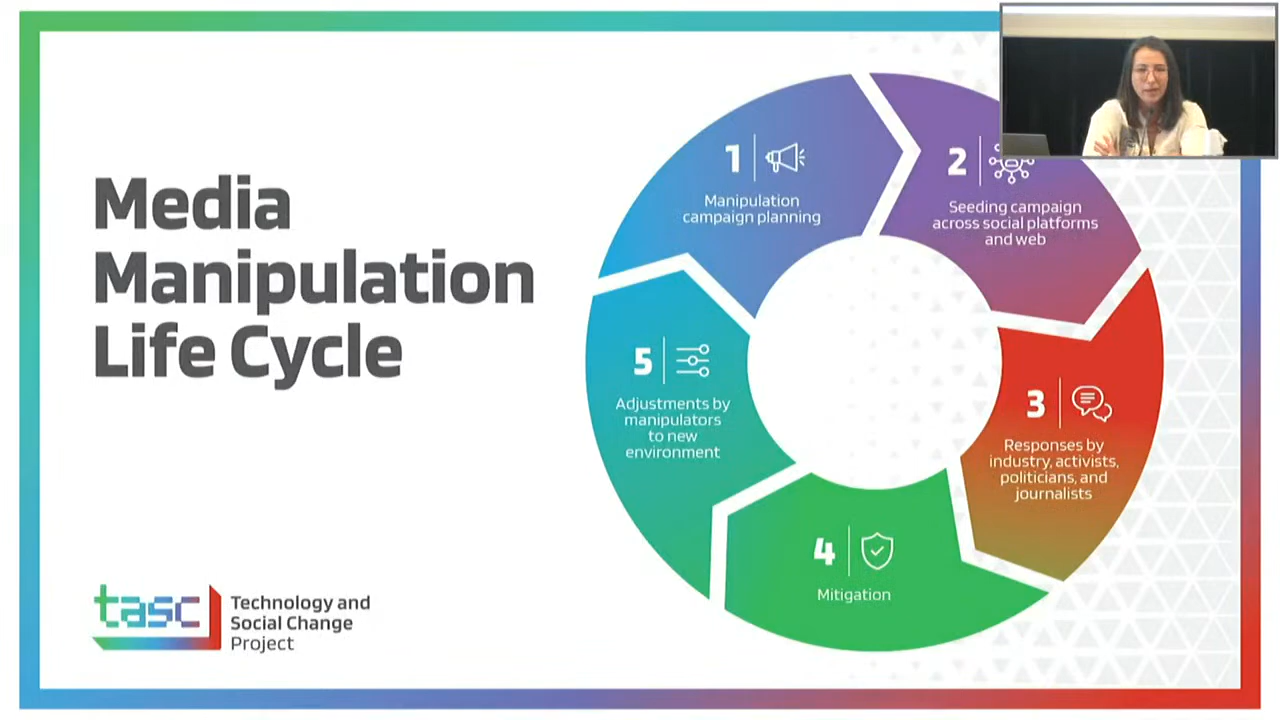 Media
Manipulation
Life Cycle
1
Manipulation
campaign planning
2
Seeding campaign
across social platforms
and web
3
Responses by
industry, activists,
politicians, and
journalists
4
Mitigation
5
Adjustments by
manipulators
to new
environment
tasc
Technology and
Social Change
Project